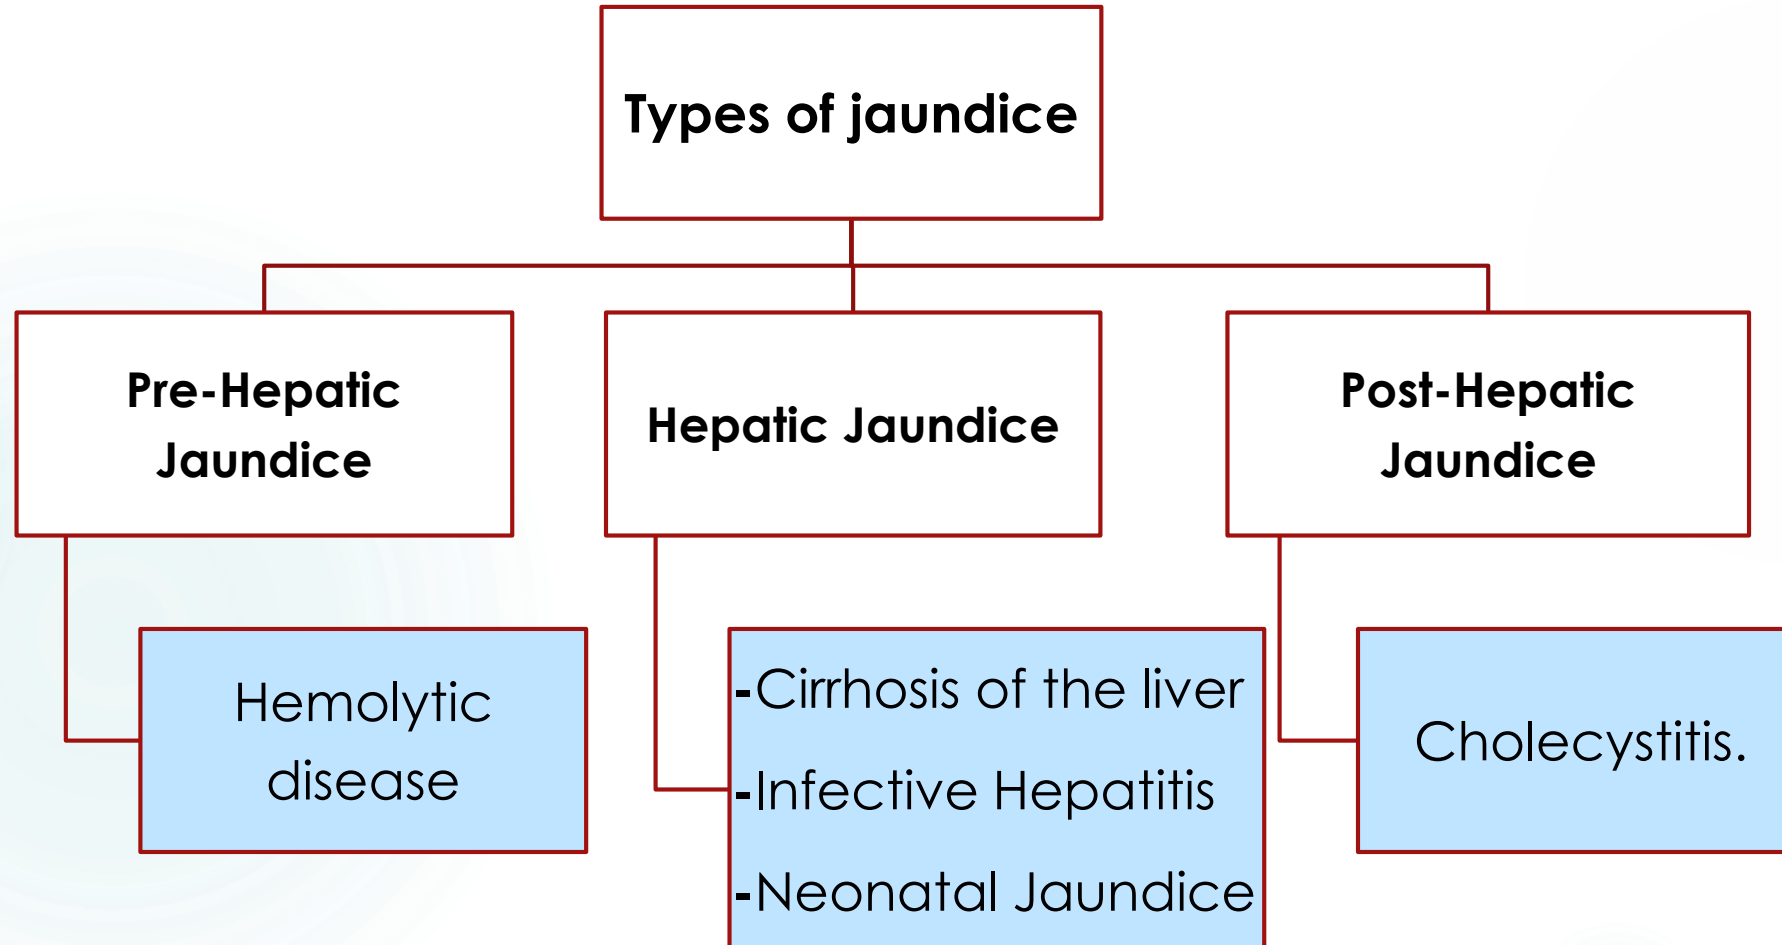 Types of jaundice
Pre-Hepatic
Jaundice
Hemolytic
disease
Hepatic Jaundice
-Cirrhosis of the liver
-Infective Hepatitis
-Neonatal Jaundice
Post-Hepatic
Jaundice
Cholecystitis.